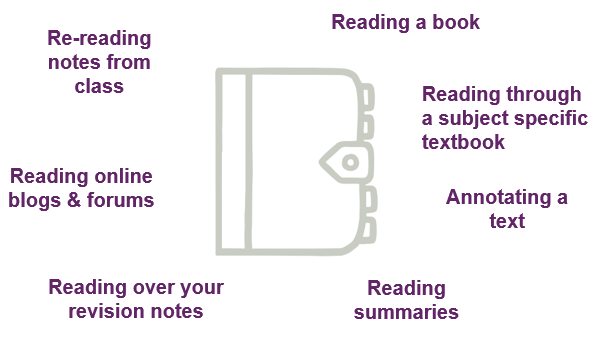 Reading a book
Re-reading
notes from
class
Reading through
a subject specific
textbook
Reading online
blogs & forums
Annotating a
text
Reading over your
revision notes
Reading
summaries